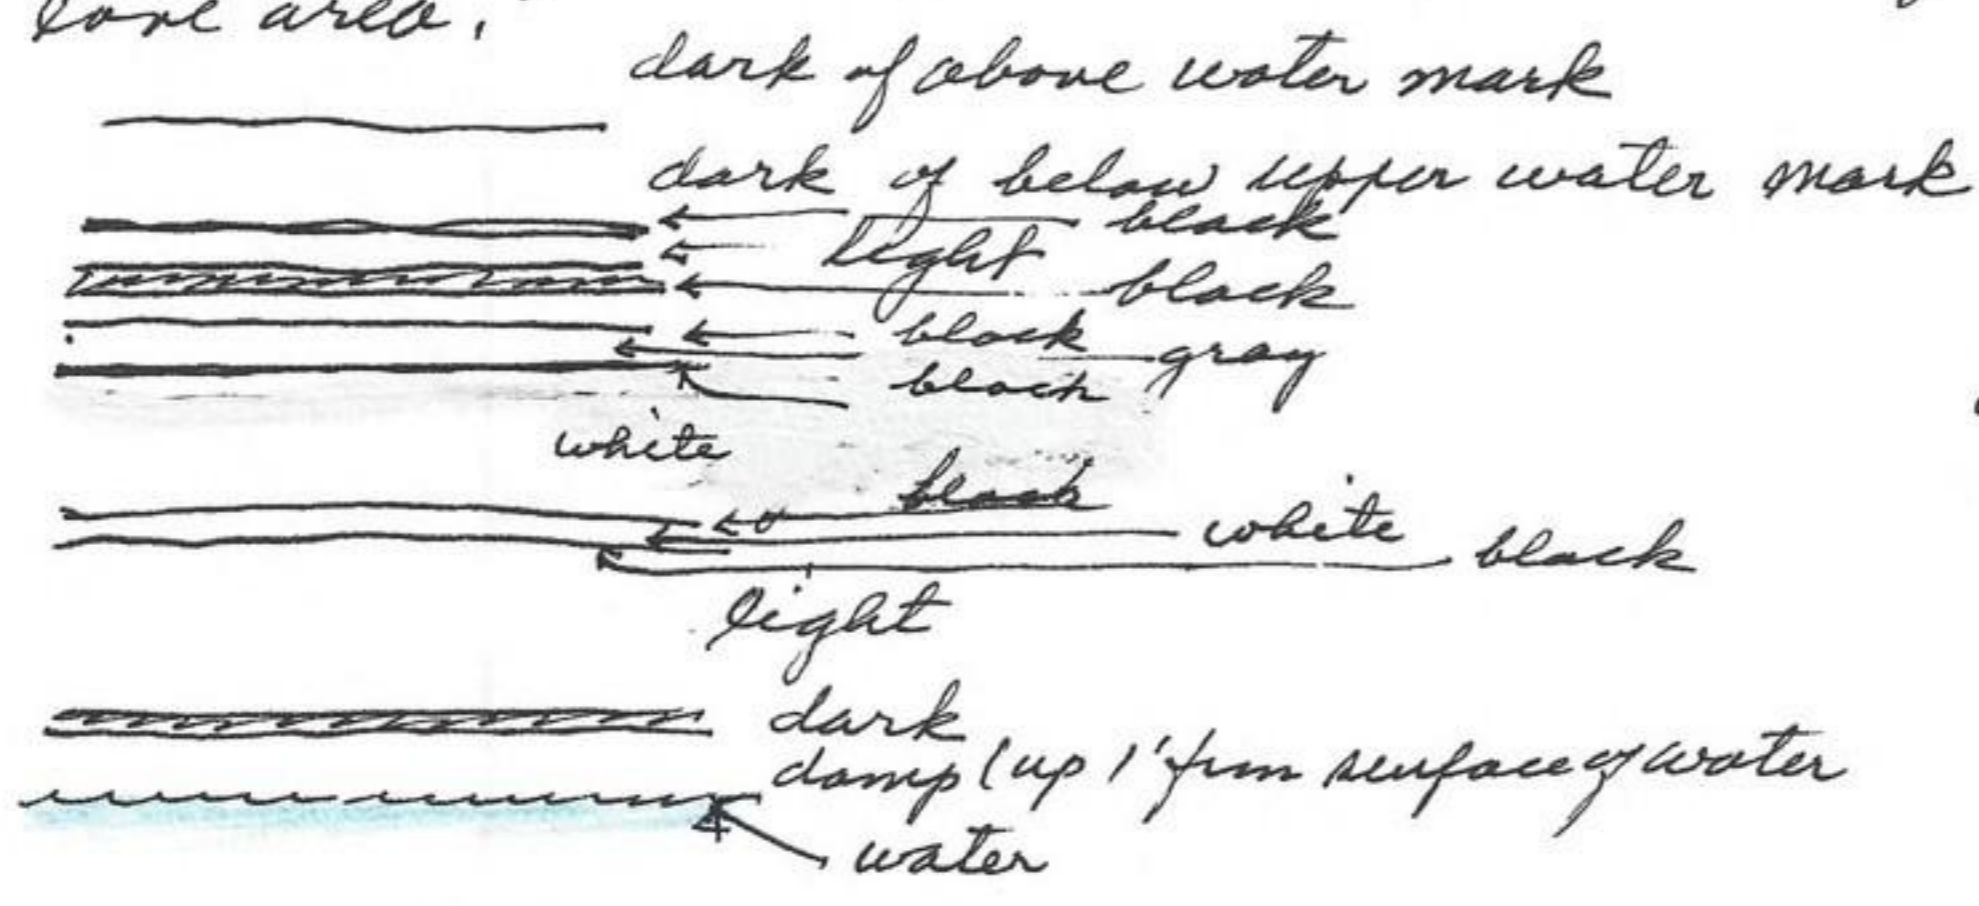 area.
dark of above water mark
dark of below upper water mark
black
light
black
black
gray
black
white
black
white
black
light
dark
damp (up 1' from surface of water
water